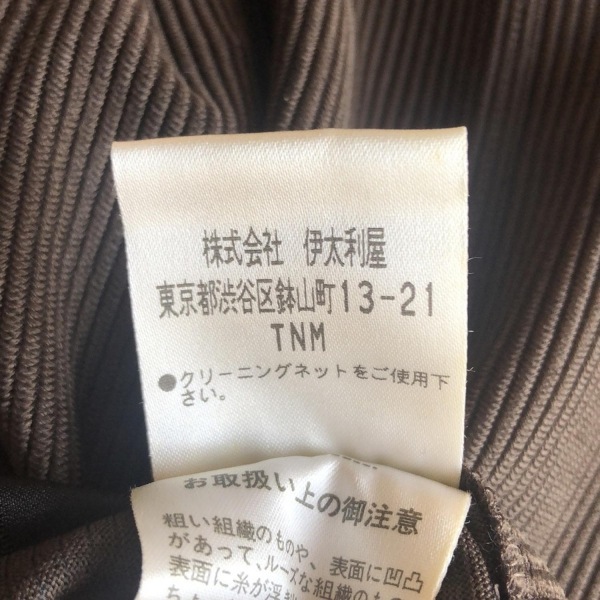 株式会社 伊太利屋
東京都渋谷区鉢山町13-21
TNM
●クリーニングネットをご使用下
さい。
お取扱い上の御注意
粗い組織のものや、表面に凹凸
があって、ルーズな組織のもの
表面に糸が浮